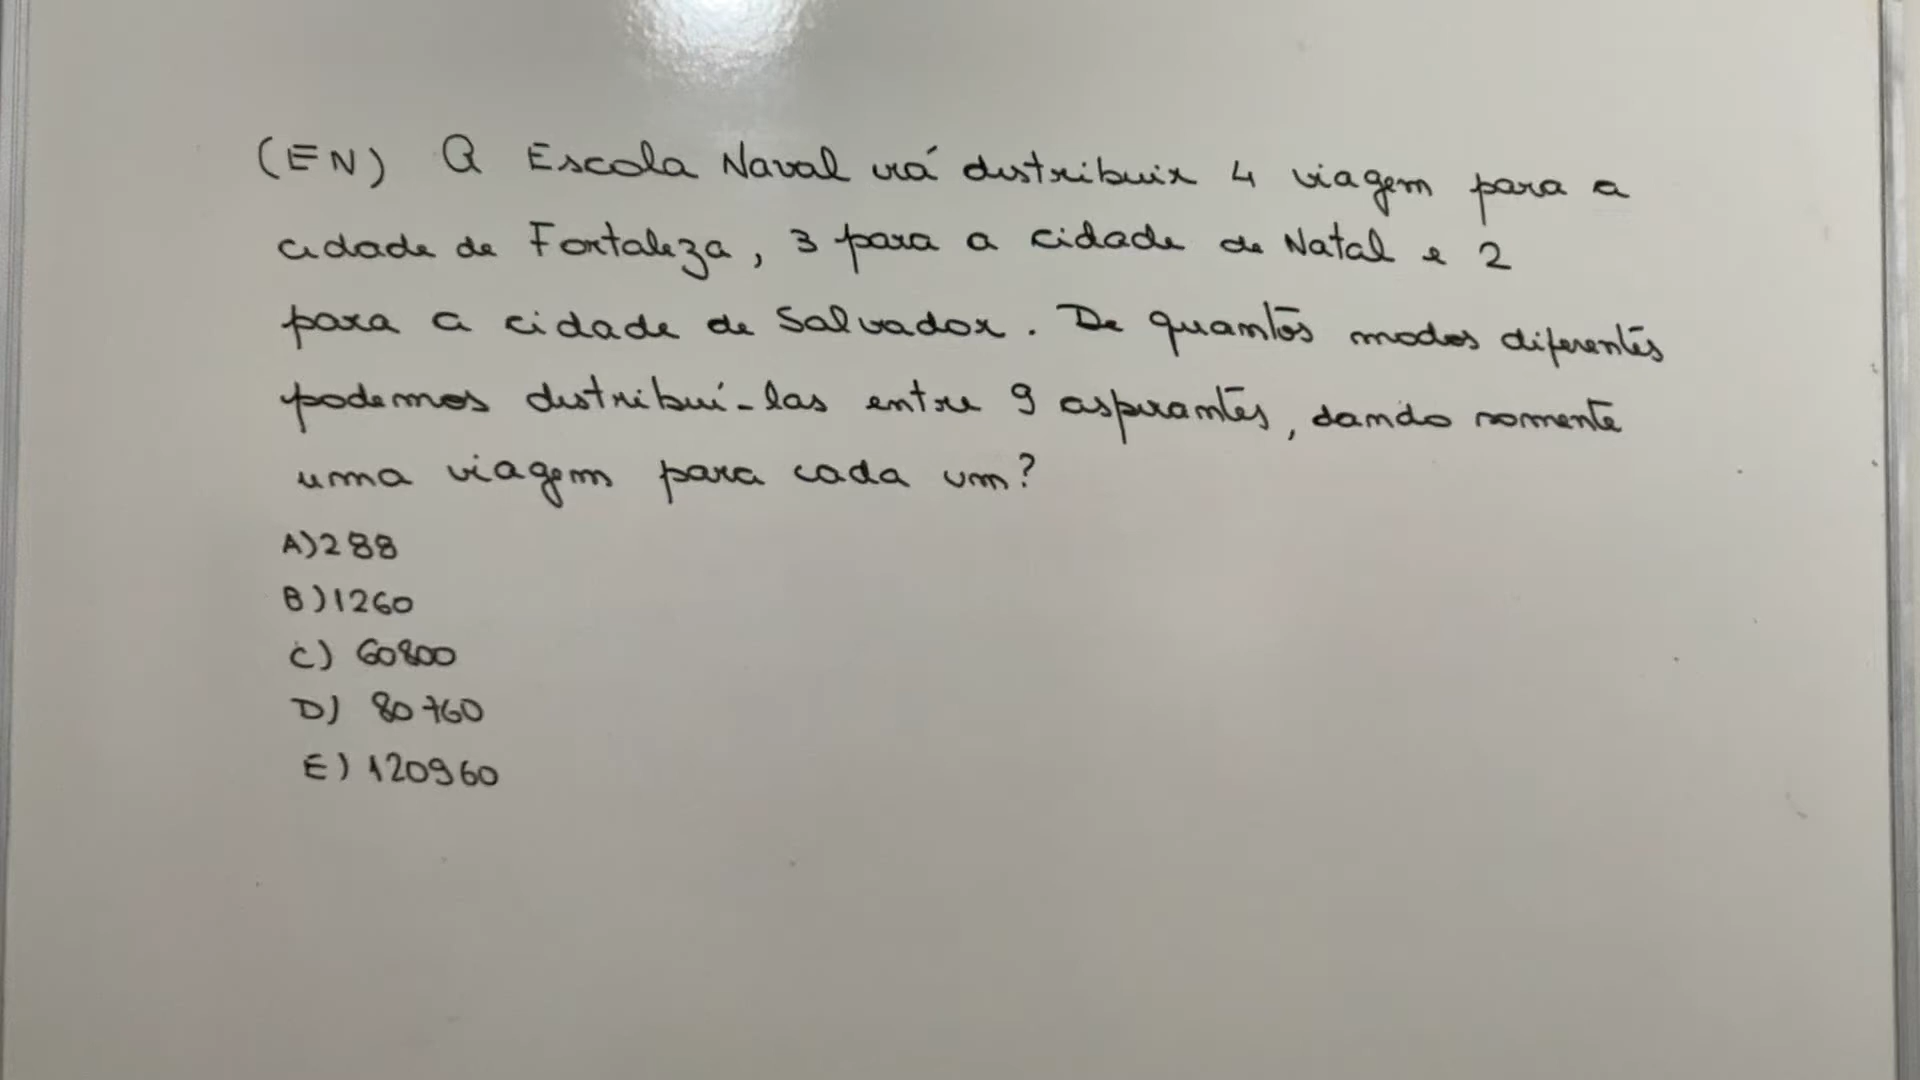 (EN) A Escola Naval irá distribuir 4 viagem para a
cidade de Fortaleza, 3 para a cidade de Natal e 2
para a cidade de Salvador. De quantos modos diferentes
podemos distribuí-las entre 9 aspirantes, dando somente
uma viagem para cada um?
A) 288
B) 1260
C) 60800
D) 80760
E) 120960